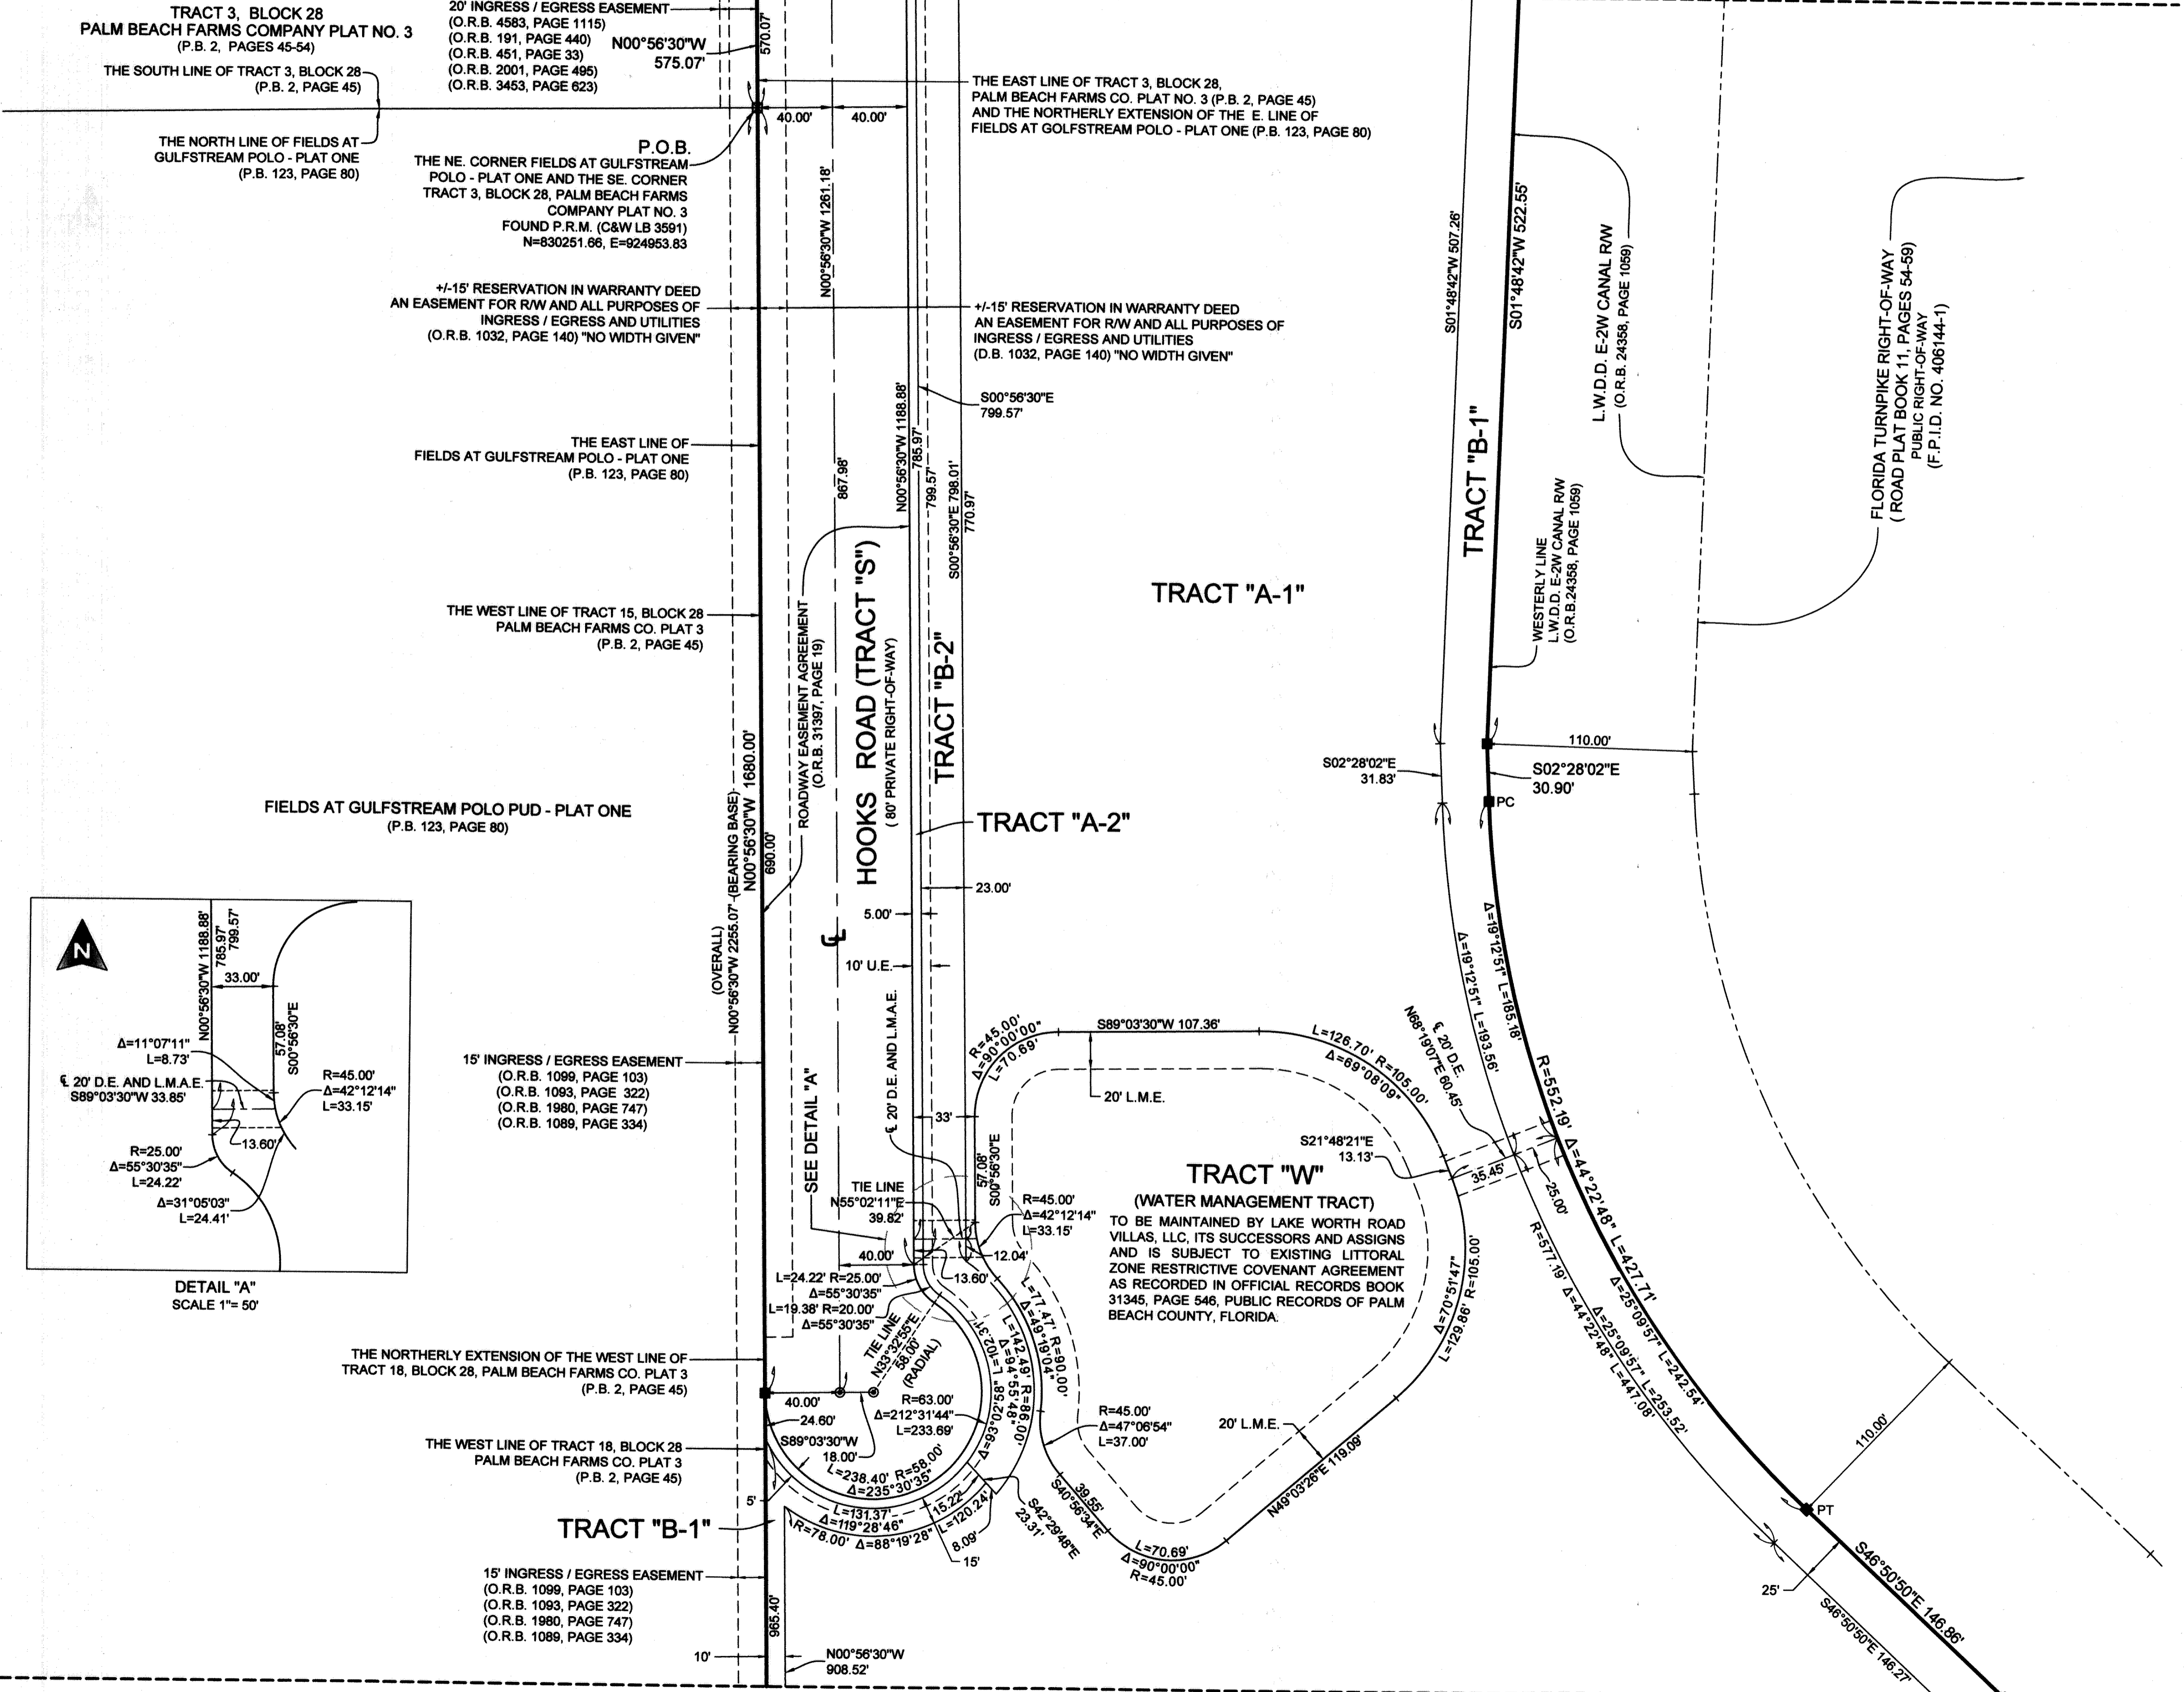 TRACT 3, BLOCK 28
PALM BEACH FARMS COMPANY PLAT NO. 3
(P.B. 2, PAGES 45-54)
THE SOUTH LINE OF TRACT 3, BLOCK 28
(P.B. 2, PAGE 45)
THE NORTH LINE OF FIELDS AT
GULFSTREAM POLO - PLAT ONE
(P.B. 123, PAGE 80)
20' INGRESS / EGRESS EASEMENT
(O.R.B. 4583, PAGE 1115)
(O.R.B. 191, PAGE 440)
(O.R.B. 451, PAGE 33)
(O.R.B. 2001, PAGE 495)
(O.R.B. 3453, PAGE 623)
N00°56'30"W
575.07'
570.07'
40.00'
40.00'
THE EAST LINE OF TRACT 3, BLOCK 28,
PALM BEACH FARMS CO. PLAT NO. 3 (P.B. 2, PAGE 45)
AND THE NORTHERLY EXTENSION OF THE E. LINE OF
FIELDS AT GOLFSTREAM POLO - PLAT ONE (P.B. 123, PAGE 80)
P.O.B.
THE NE. CORNER FIELDS AT GULFSTREAM
POLO - PLAT ONE AND THE SE. CORNER
TRACT 3, BLOCK 28, PALM BEACH FARMS
COMPANY PLAT NO. 3
FOUND P.R.M. (C&W LB 3591)
N=830251.66, E=924953.83
N00°56'30"W 1261.18'
+/-15' RESERVATION IN WARRANTY DEED
AN EASEMENT FOR R/W AND ALL PURPOSES OF
INGRESS / EGRESS AND UTILITIES
(O.R.B. 1032, PAGE 140) "NO WIDTH GIVEN"
+/-15' RESERVATION IN WARRANTY DEED
AN EASEMENT FOR R/W AND ALL PURPOSES OF
INGRESS / EGRESS AND UTILITIES
(D.B. 1032, PAGE 140) "NO WIDTH GIVEN"
S00°56'30"E
799.57'
THE EAST LINE OF
FIELDS AT GULFSTREAM POLO - PLAT ONE
(P.B. 123, PAGE 80)
867.98'
N00°56'30"W 1188.88'
785.97'
799.57'
S00°56'30"E 798.01'
770.97'
S01°48'42"W 507.26'
S01°48'42"W 522.55'
TRACT "B-1"
L.W.D.D. E-2W CANAL R/W
(O.R.B. 24358, PAGE 1059)
FLORIDA TURNPIKE RIGHT-OF-WAY
( ROAD PLAT BOOK 11, PAGES 54-59)
PUBLIC RIGHT-OF-WAY
(F.P.I.D. NO. 406144-1)
WESTERLY LINE
L.W.D.D. E-2W CANAL R/W
(O.R.B.24358, PAGE 1059)
THE WEST LINE OF TRACT 15, BLOCK 28
PALM BEACH FARMS CO. PLAT 3
(P.B. 2, PAGE 45)
ROADWAY EASEMENT AGREEMENT
(O.R.B. 31397, PAGE 19)
HOOKS ROAD (TRACT "S")
( 80' PRIVATE RIGHT-OF-WAY)
TRACT "B-2"
TRACT "A-1"
110.00'
S02°28'02"E
31.83'
S02°28'02"E
30.90'
PC
FIELDS AT GULFSTREAM POLO PUD - PLAT ONE
(P.B. 123, PAGE 80)
(OVERALL)
N00°56'30"W 2255.07' (BEARING BASE)
N00°56'30"W 1680.00'
690.00'
TRACT "A-2"
23.00'
5.00'
℄
10' U.E.
N
N00°56'30"W 1188.88'
785.97'
799.57'
33.00'
57.08'
S00°56'30"E
Δ=11°07'11"
L=8.73'
℄ 20' D.E. AND L.M.A.E.
S89°03'30"W 33.85'
R=45.00'
Δ=42°12'14"
L=33.15'
13.60'
R=25.00'
Δ=55°30'35"
L=24.22'
Δ=31°05'03"
L=24.41'
DETAIL "A"
SCALE 1"= 50'
15' INGRESS / EGRESS EASEMENT
(O.R.B. 1099, PAGE 103)
(O.R.B. 1093, PAGE 322)
(O.R.B. 1980, PAGE 747)
(O.R.B. 1089, PAGE 334)
SEE DETAIL "A"
℄ 20' D.E. AND L.M.A.E.
33'
57.08'
S00°56'30"E
R=45.00'
Δ=90°00'00"
L=70.69'
S89°03'30"W 107.36'
20' L.M.E.
L=126.70' R=105.00'
Δ=69°08'09"
℄ 20' D.E.
N68°19'07"E 60.45'
Δ=19°12'51" L=193.56'
Δ=19°12'51" L=185.18'
R=552.19' Δ=44°22'48" L=427.71'
S21°48'21"E
13.13'
35.45'
25.00'
TRACT "W"
(WATER MANAGEMENT TRACT)
TO BE MAINTAINED BY LAKE WORTH ROAD
VILLAS, LLC, ITS SUCCESSORS AND ASSIGNS
AND IS SUBJECT TO EXISTING LITTORAL
ZONE RESTRICTIVE COVENANT AGREEMENT
AS RECORDED IN OFFICIAL RECORDS BOOK
31345, PAGE 546, PUBLIC RECORDS OF PALM
BEACH COUNTY, FLORIDA.
TIE LINE
N55°02'11"E
39.82'
R=45.00'
Δ=42°12'14"
L=33.15'
12.04'
40.00'
13.60'
L=24.22' R=25.00'
Δ=55°30'35"
L=19.38' R=20.00'
Δ=55°30'35"
TIE LINE
N33°32'55"E
58.00'
(RADIAL)
L=77.47' R=90.00'
Δ=49°19'04"
L=142.49' R=86.00'
Δ=94°55'48"
Δ=93°02'58" L=102.31'
Δ=70°51'47"
L=129.86' R=105.00'
R=577.19' Δ=44°22'48" L=447.08'
Δ=25°09'57" L=242.54'
Δ=25°09'57" L=253.52'
THE NORTHERLY EXTENSION OF THE WEST LINE OF
TRACT 18, BLOCK 28, PALM BEACH FARMS CO. PLAT 3
(P.B. 2, PAGE 45)
40.00'
24.60'
S89°03'30"W
18.00'
R=63.00'
Δ=212°31'44"
L=233.69'
L=238.40' R=58.00'
Δ=235°30'35"
R=45.00'
Δ=47°06'54"
L=37.00'
20' L.M.E.
110.00'
THE WEST LINE OF TRACT 18, BLOCK 28
PALM BEACH FARMS CO. PLAT 3
(P.B. 2, PAGE 45)
5'
L=131.37'
Δ=119°28'46"
15.22'
R=78.00' Δ=88°19'28" L=120.24'
8.09'
15'
S42°29'48"E
23.31'
39.55'
S40°56'34"E
N49°03'26"E 119.09'
L=70.69'
Δ=90°00'00"
R=45.00'
PT
TRACT "B-1"
15' INGRESS / EGRESS EASEMENT
(O.R.B. 1099, PAGE 103)
(O.R.B. 1093, PAGE 322)
(O.R.B. 1980, PAGE 747)
(O.R.B. 1089, PAGE 334)
965.40'
10'
N00°56'30"W
908.52'
25'
S46°50'50"E 146.86'
S46°50'50"E 146.27'